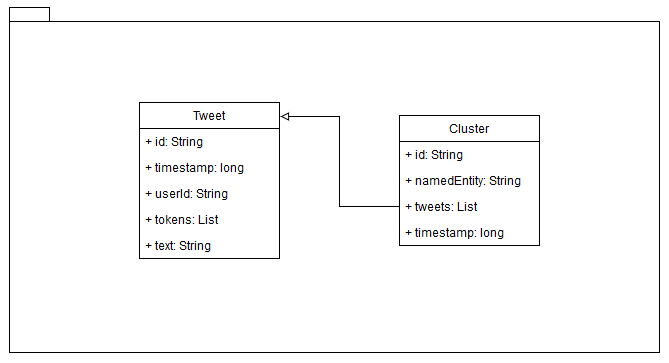 Tweet
+ id: String
+ timestamp: long
+ userId: String
+ tokens: List
+ text: String
Cluster
+ id: String
+ namedEntity: String
+ tweets: List
+ timestamp: long